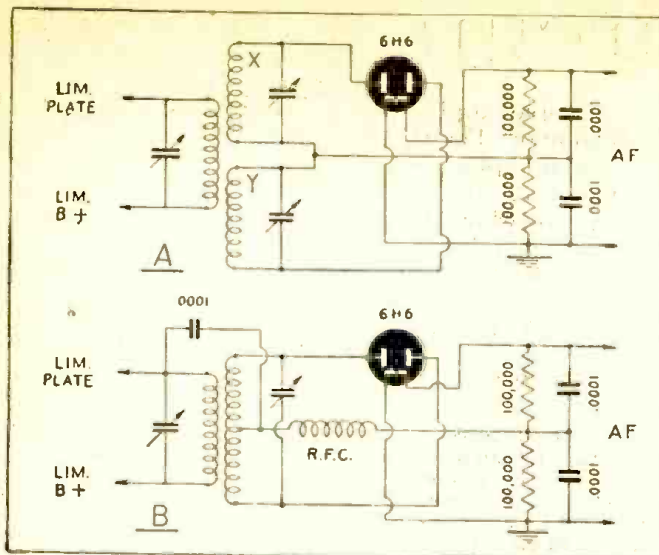 X
6H6
LIM.
PLATE
100,000
.0001
AF
LIM.
B+
Y
100,000
.0001
A
.0001
6H6
LIM.
PLATE
100,000
.0001
R.F.C.
AF
LIM.
B+
100,000
.0001
B